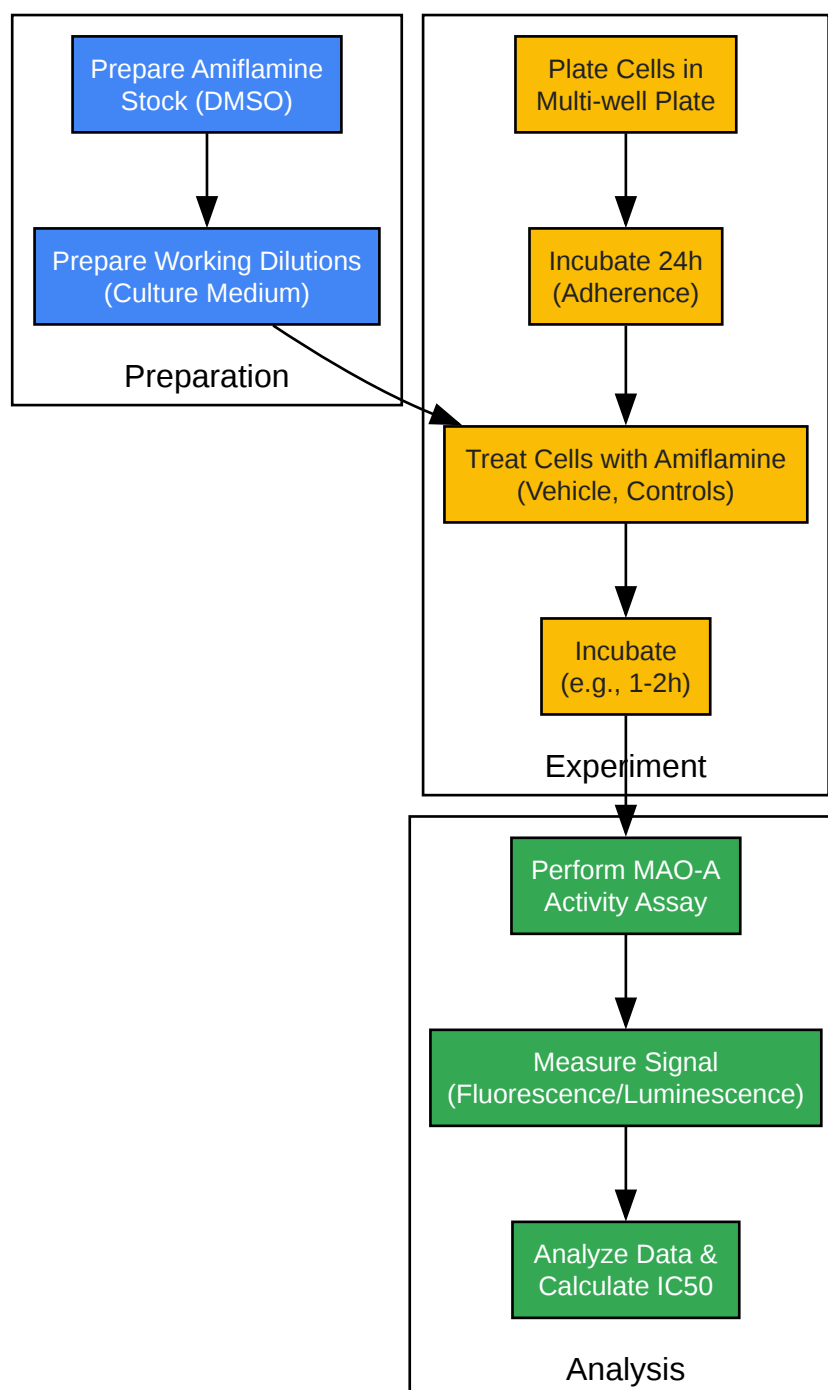 Prepare Amiflamine
Stock (DMSO)
Prepare Working Dilutions
(Culture Medium)
Preparation
Plate Cells in
Multi-well Plate
Incubate 24h
(Adherence)
Treat Cells with Amiflamine
(Vehicle, Controls)
Incubate
(e.g., 1-2h)
Experiment
Perform MAO-A
Activity Assay
Measure Signal
(Fluorescence/Luminescence)
Analyze Data &
Calculate IC50
Analysis